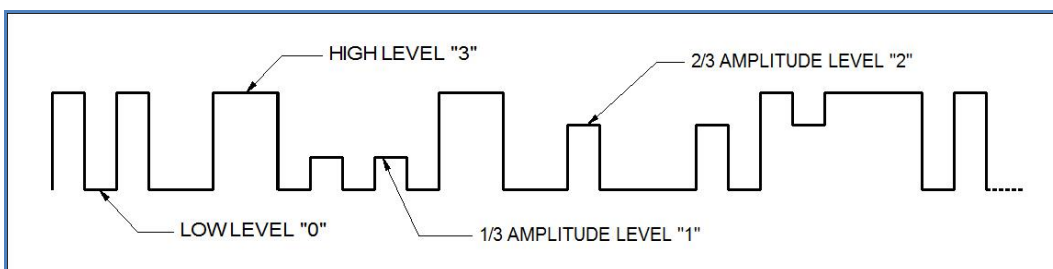 HIGH LEVEL "3"
2/3 AMPLITUDE LEVEL "2"
LOW LEVEL "0"
1/3 AMPLITUDE LEVEL "1"